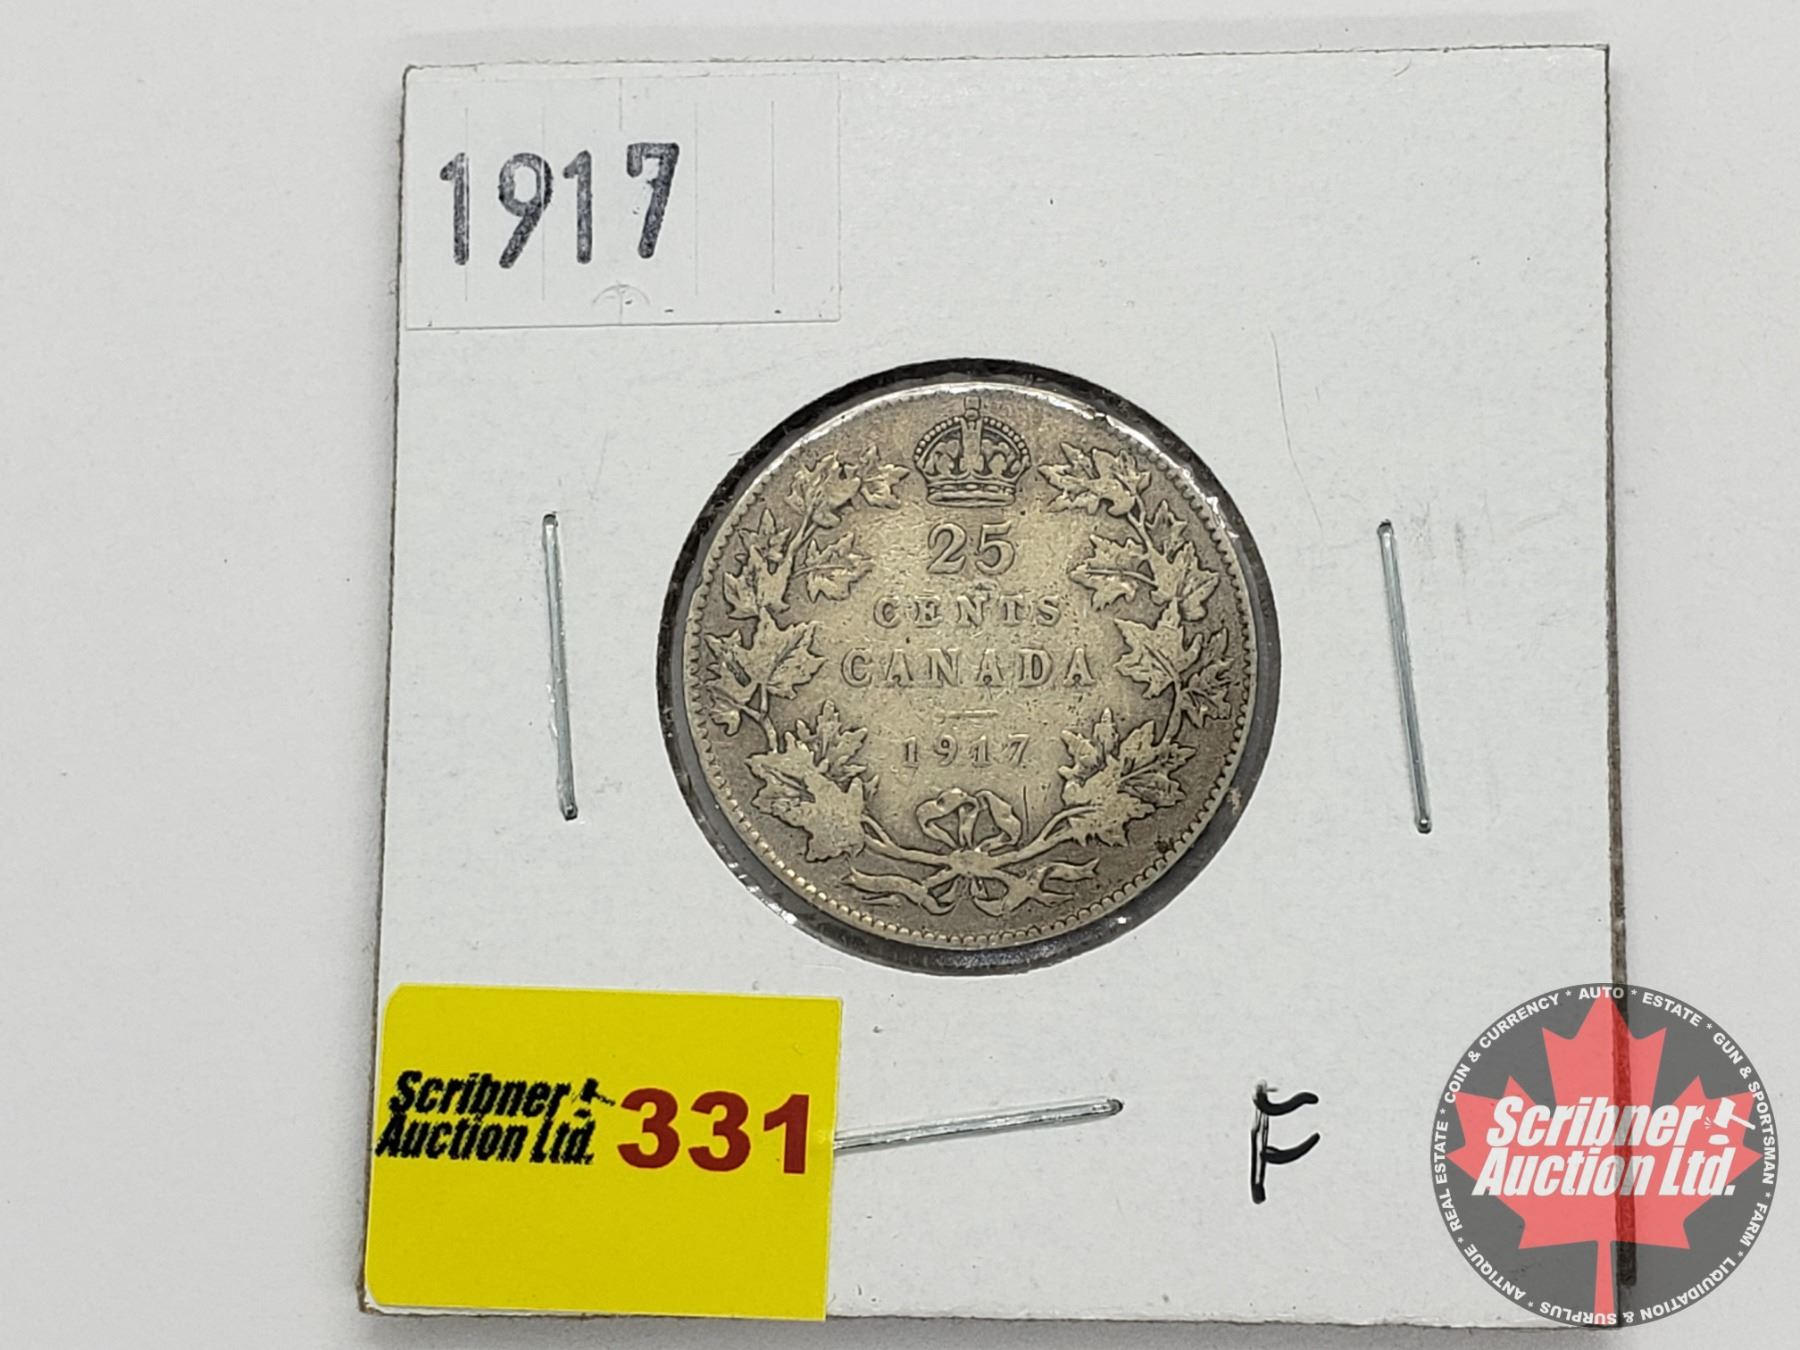 1917
25
CENTS
CANADA
1917
Scribner
Auction Ltd.
331
F
COIN & CURRENCY * AUTO * ESTATE * GUN & SPORTSMAN * FARM * LIQUIDATION & SURPLUS * ANTIQUE * REAL ESTATE *
Scribner
Auction Ltd.